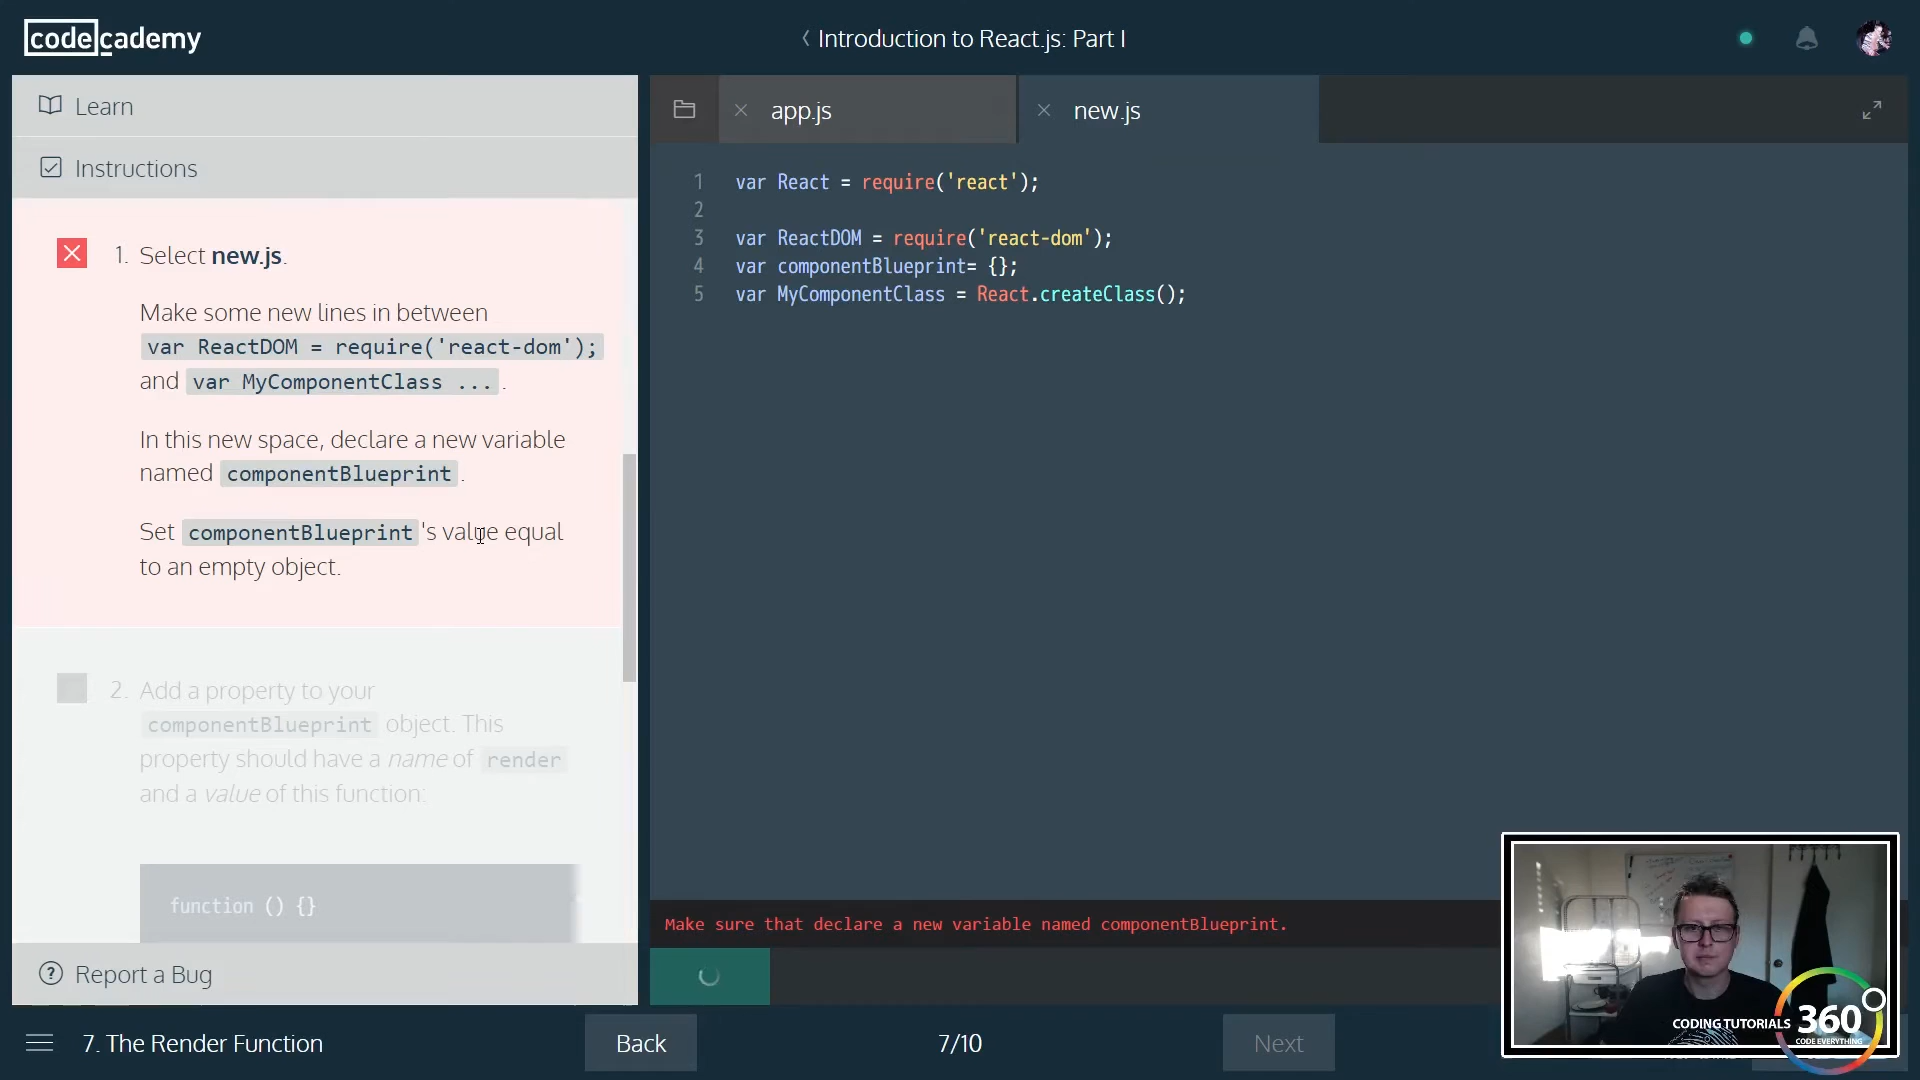 codecademy
Introduction to React.js: Part I
Learn
Instructions
1. Select new.js.
Make some new lines in between
var ReactDOM = require('react-dom');
and var MyComponentClass ... .
In this new space, declare a new variable
named componentBlueprint .
Set componentBlueprint 's value equal
to an empty object.
2. Add a property to your
componentBlueprint object. This
property should have a name of render
and a value of this function:
function () {}
Report a Bug
app.js
new.js
1 var React = require('react');
2
3 var ReactDOM = require('react-dom');
4 var componentBlueprint= {};
5 var MyComponentClass = React.createClass();
Make sure that declare a new variable named componentBlueprint.
7. The Render Function
Back
7/10
Next
CODING TUTORIALS 360
CODE EVERYTHING